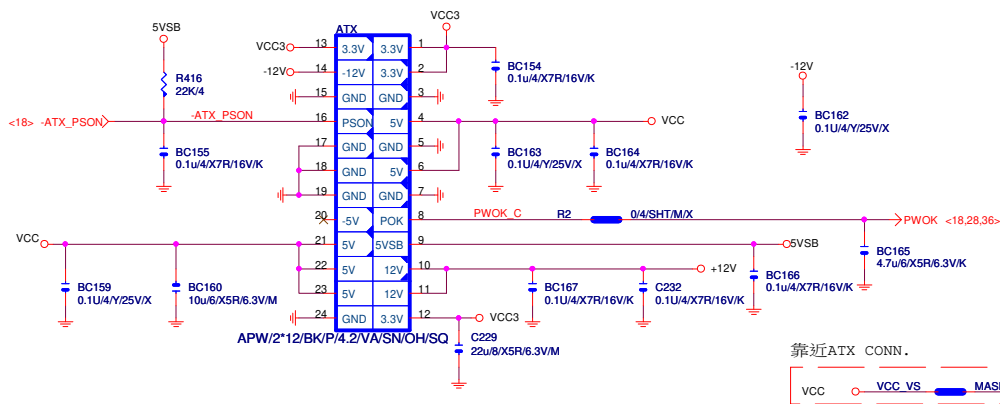 ATX
5VSB
R416
22K/4
<18> -ATX_PSON
-ATX_PSON
BC155
0.1u/4/X7R/16V/K
VCC3
-12V
VCC3
13 3.3V 3.3V 1
14 -12V 3.3V 2
15 GND GND 3
16 PSON 5V 4
17 GND GND 5
18 GND 5V 6
19 GND GND 7
20 -5V POK 8
21 5V 5VSB 9
22 5V 12V 10
23 5V 12V 11
24 GND 3.3V 12
APW/2*12/BK/P/4.2/VA/SN/OH/SQ
BC154
0.1u/4/X7R/16V/K
VCC
BC163
0.1U/4/Y/25V/X
BC164
0.1u/4/X7R/16V/K
-12V
BC162
0.1U/4/Y/25V/X
PWOK_C
R2
0/4/SHT/M/X
PWOK <18,28,36>
BC165
4.7u/6/X5R/6.3V/K
5VSB
BC166
0.1u/4/X7R/16V/K
+12V
BC167
0.1U/4/X7R/16V/K
C232
0.1U/4/X7R/16V/K
VCC3
C229
22u/8/X5R/6.3V/M
VCC
BC159
0.1U/4/Y/25V/X
BC160
10u/6/X5R/6.3V/M
靠近ATX CONN.
VCC
VCC_VS